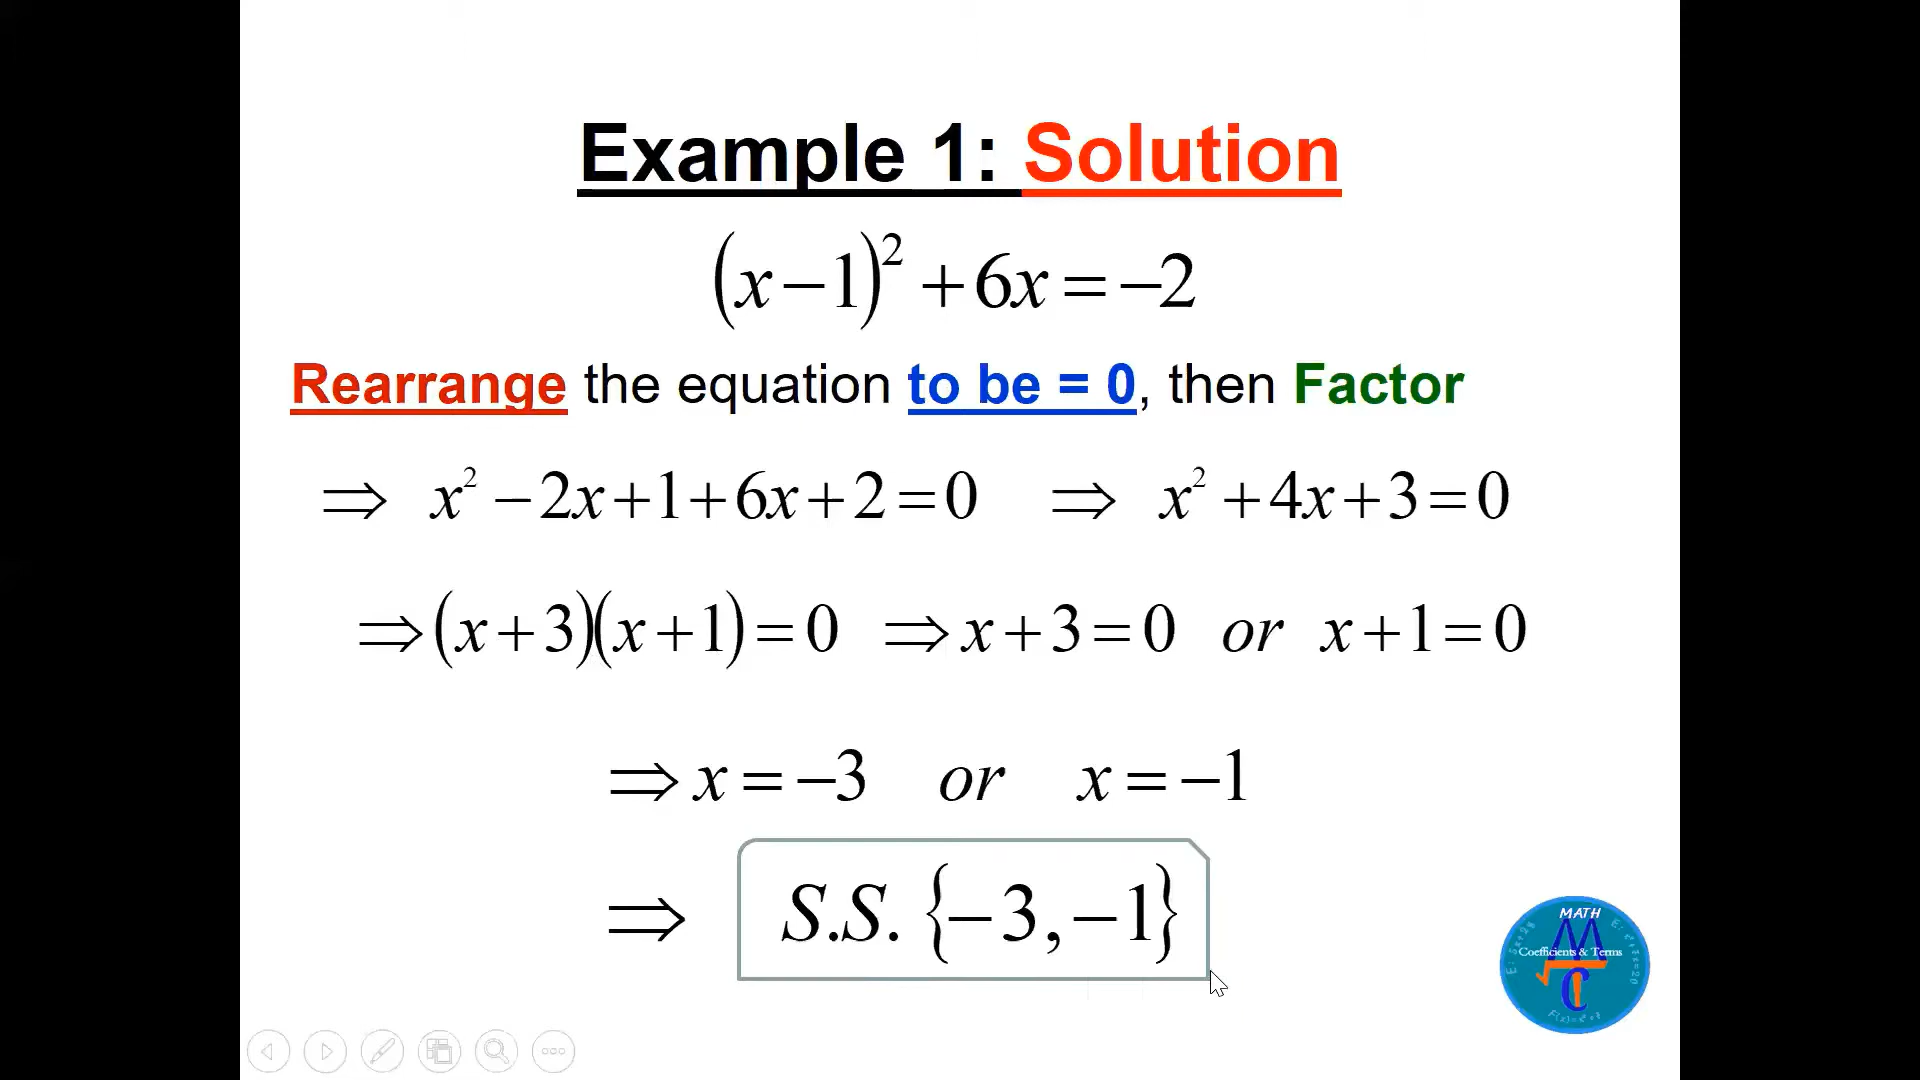 Example 1: Solution
(x−1)² + 6x = −2
Rearrange the equation to be = 0, then Factor
⇒ x² − 2x + 1 + 6x + 2 = 0 ⇒ x² + 4x + 3 = 0
⇒ (x+3)(x+1) = 0 ⇒ x + 3 = 0 or x + 1 = 0
⇒ x = −3 or x = −1
⇒ S.S. {−3, −1}
MATH
Coefficients & Terms